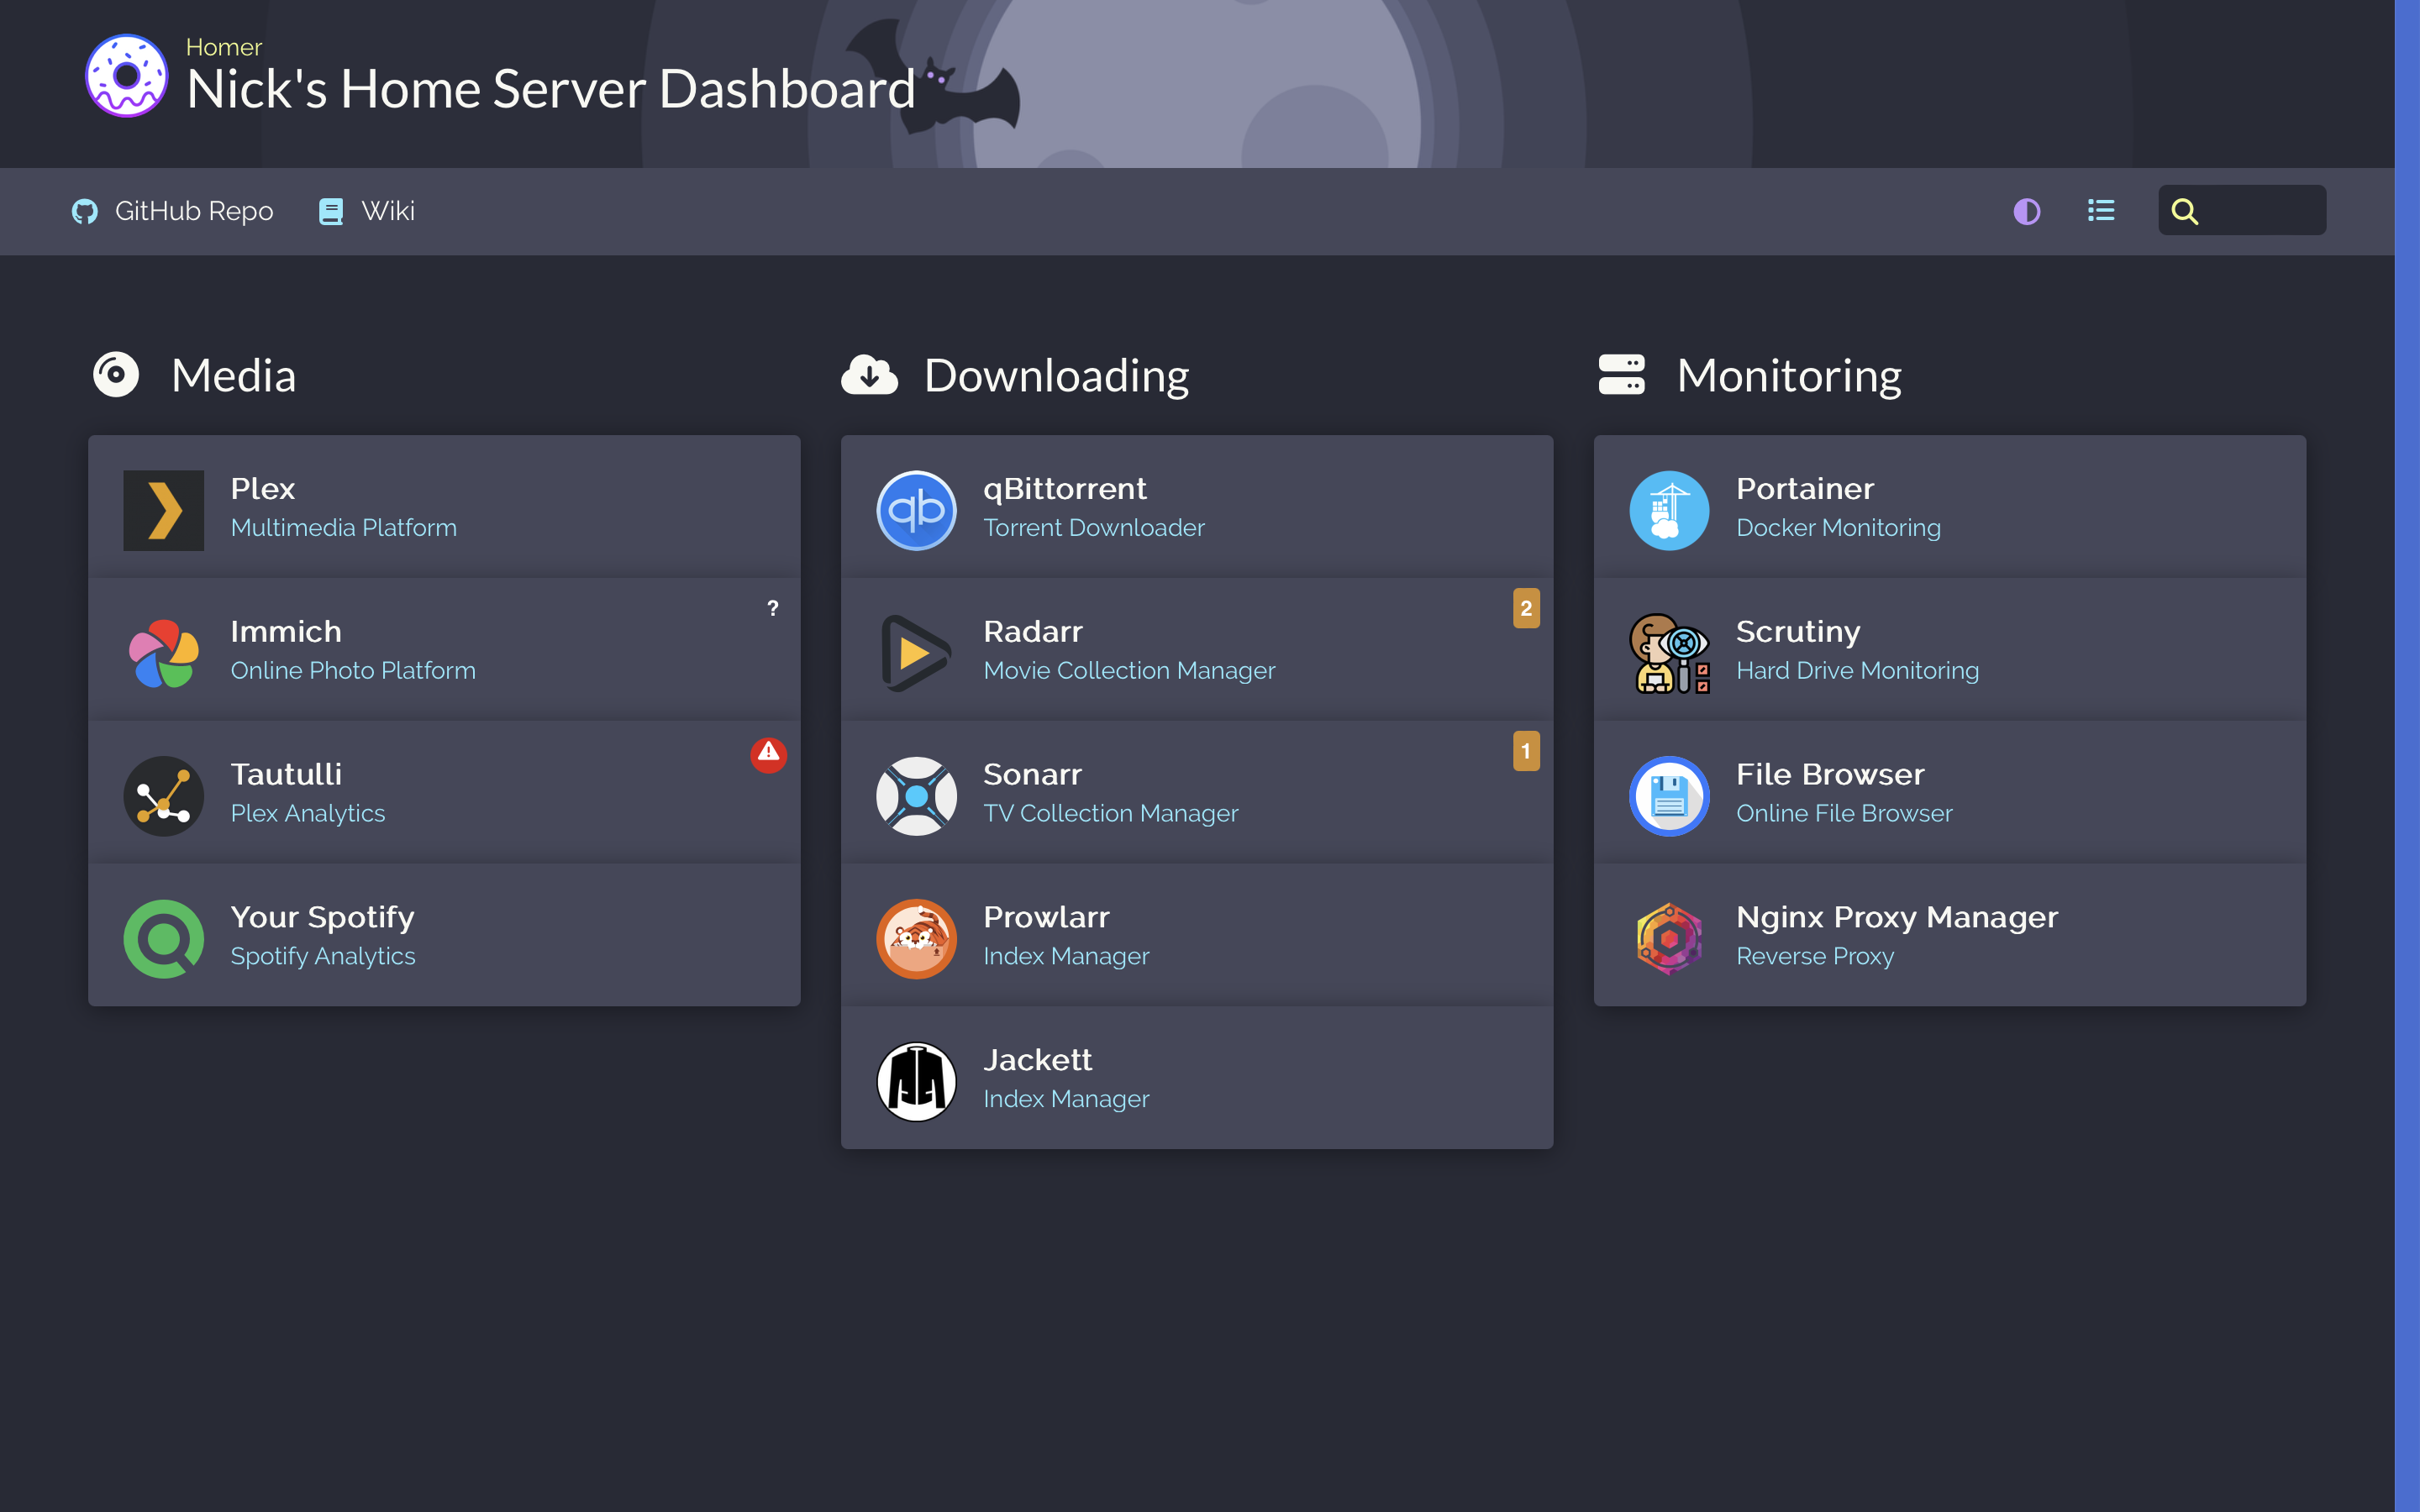 Homer
Nick's Home Server Dashboard
GitHub Repo
Wiki
Media
Plex
Multimedia Platform
Immich
Online Photo Platform
?
Tautulli
Plex Analytics
Your Spotify
Spotify Analytics
Downloading
qBittorrent
Torrent Downloader
Radarr
Movie Collection Manager
2
Sonarr
TV Collection Manager
1
Prowlarr
Index Manager
Jackett
Index Manager
Monitoring
Portainer
Docker Monitoring
Scrutiny
Hard Drive Monitoring
File Browser
Online File Browser
Nginx Proxy Manager
Reverse Proxy